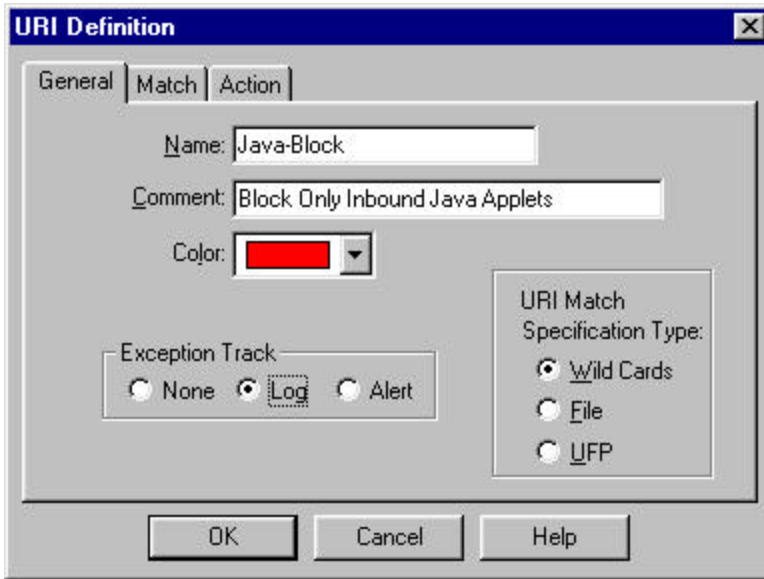 URI Definition
General Match Action
Name: Java-Block
Comment: Block Only Inbound Java Applets
Color:
URI Match
Specification Type:
Exception Track
None Log Alert
Wild Cards
File
UFP
OK Cancel Help